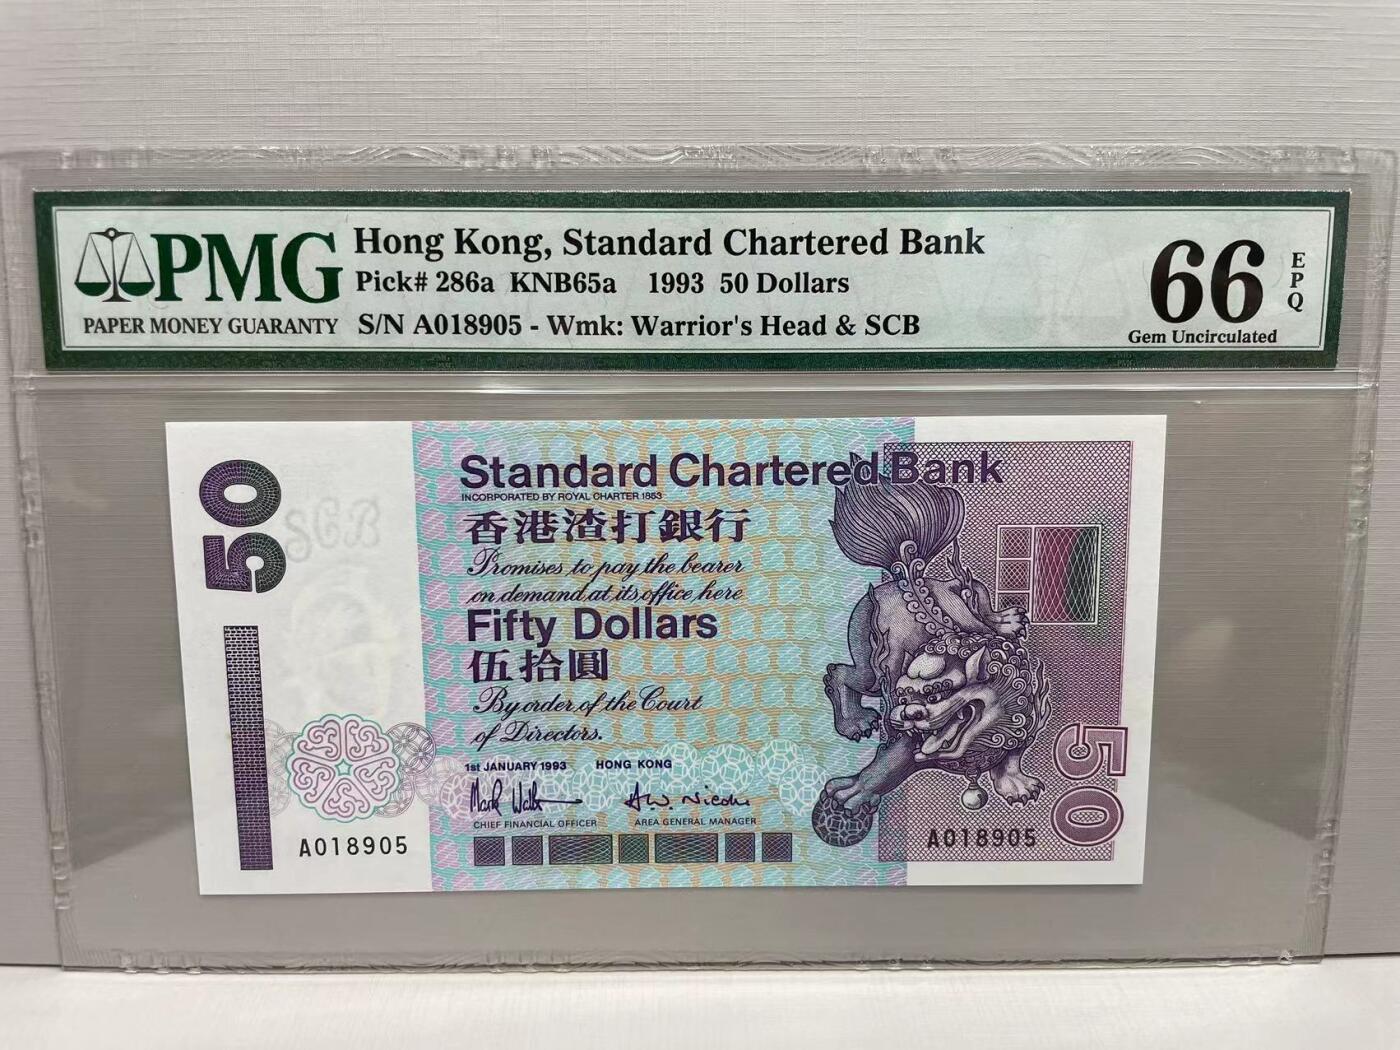 PMG
PAPER MONEY GUARANTY
Hong Kong, Standard Chartered Bank
Pick# 286a KNB65a 1993 50 Dollars
S/N A018905 - Wmk: Warrior's Head & SCB
66
EPQ
Gem Uncirculated
50
SCB
Standard Chartered Bank
INCORPORATED BY ROYAL CHARTER 1853
香港渣打銀行
Promises to pay the bearer
on demand at its office here
Fifty Dollars
伍拾圓
By order of the Court
of Directors.
1st JANUARY 1993 HONG KONG
CHIEF FINANCIAL OFFICER AREA GENERAL MANAGER
A018905
A018905
50